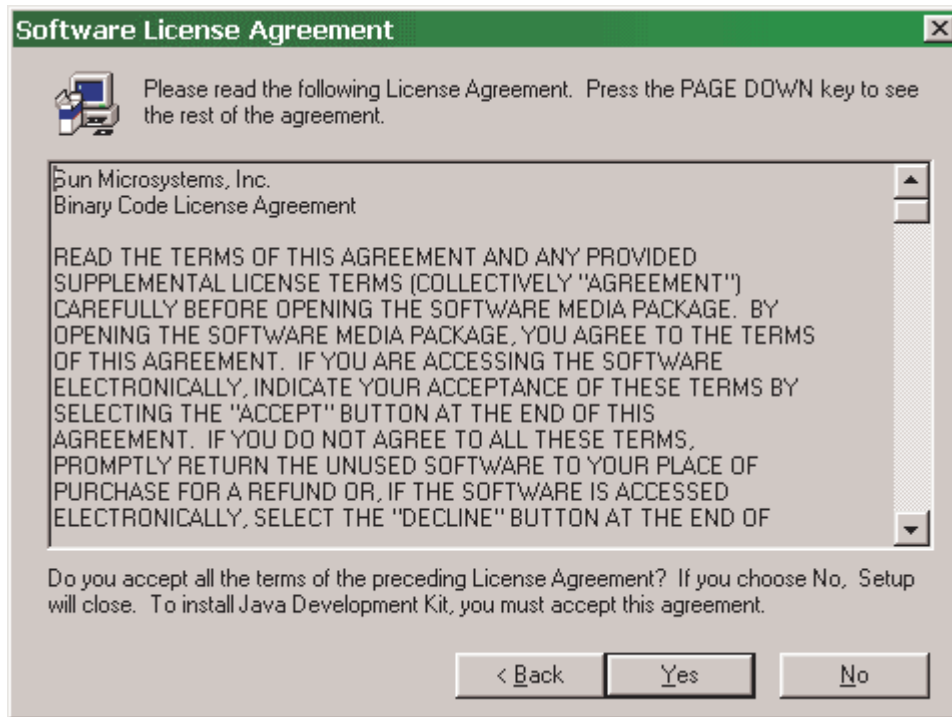 Software License Agreement
Please read the following License Agreement. Press the PAGE DOWN key to see
the rest of the agreement.
Sun Microsystems, Inc.
Binary Code License Agreement
READ THE TERMS OF THIS AGREEMENT AND ANY PROVIDED
SUPPLEMENTAL LICENSE TERMS (COLLECTIVELY "AGREEMENT")
CAREFULLY BEFORE OPENING THE SOFTWARE MEDIA PACKAGE. BY
OPENING THE SOFTWARE MEDIA PACKAGE, YOU AGREE TO THE TERMS
OF THIS AGREEMENT. IF YOU ARE ACCESSING THE SOFTWARE
ELECTRONICALLY, INDICATE YOUR ACCEPTANCE OF THESE TERMS BY
SELECTING THE "ACCEPT" BUTTON AT THE END OF THIS
AGREEMENT. IF YOU DO NOT AGREE TO ALL THESE TERMS,
PROMPTLY RETURN THE UNUSED SOFTWARE TO YOUR PLACE OF
PURCHASE FOR A REFUND OR, IF THE SOFTWARE IS ACCESSED
ELECTRONICALLY, SELECT THE "DECLINE" BUTTON AT THE END OF
Do you accept all the terms of the preceding License Agreement? If you choose No, Setup
will close. To install Java Development Kit, you must accept this agreement.
< Back
Yes
No